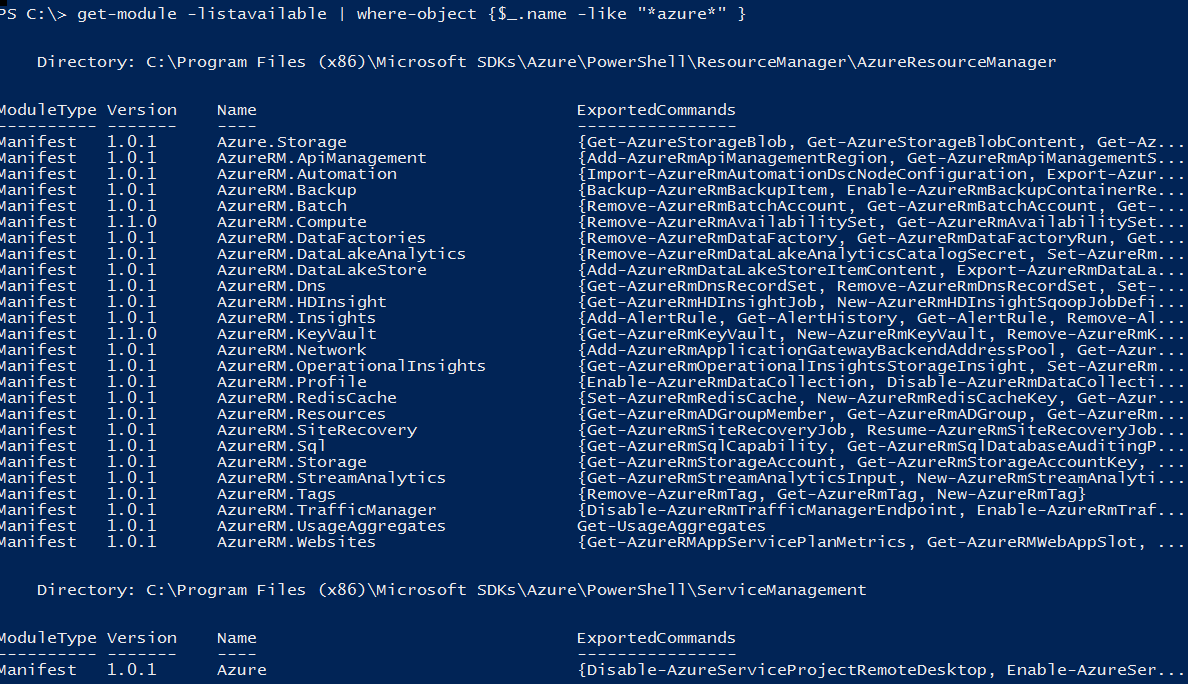 PS C:\> get-module -listavailable | where-object {$_.name -like "*azure*" }
Directory: C:\Program Files (x86)\Microsoft SDKs\Azure\PowerShell\ResourceManager\AzureResourceManager
ModuleType Version Name ExportedCommands
---------- ------- ---- ----------------
Manifest 1.0.1 Azure.Storage {Get-AzureStorageBlob, Get-AzureStorageBlobContent, Get-Az...
Manifest 1.0.1 AzureRM.ApiManagement {Add-AzureRmApiManagementRegion, Get-AzureRmApiManagementS...
Manifest 1.0.1 AzureRM.Automation {Import-AzureRmAutomationDscNodeConfiguration, Export-Azur...
Manifest 1.0.1 AzureRM.Backup {Backup-AzureRmBackupItem, Enable-AzureRmBackupContainerRe...
Manifest 1.0.1 AzureRM.Batch {Remove-AzureRmBatchAccount, Get-AzureRmBatchAccount, Get-...
Manifest 1.1.0 AzureRM.Compute {Remove-AzureRmAvailabilitySet, Get-AzureRmAvailabilitySet...
Manifest 1.0.1 AzureRM.DataFactories {Remove-AzureRmDataFactory, Get-AzureRmDataFactoryRun, Get...
Manifest 1.0.1 AzureRM.DataLakeAnalytics {Remove-AzureRmDataLakeAnalyticsCatalogSecret, Set-AzureRm...
Manifest 1.0.1 AzureRM.DataLakeStore {Add-AzureRmDataLakeStoreItemContent, Export-AzureRmDataLa...
Manifest 1.0.1 AzureRM.Dns {Get-AzureRmDnsRecordSet, Remove-AzureRmDnsRecordSet, Set-...
Manifest 1.0.1 AzureRM.HDInsight {Get-AzureRmHDInsightJob, New-AzureRmHDInsightSqoopJobDefi...
Manifest 1.0.1 AzureRM.Insights {Add-AlertRule, Get-AlertHistory, Get-AlertRule, Remove-Al...
Manifest 1.1.0 AzureRM.KeyVault {Get-AzureRmKeyVault, New-AzureRmKeyVault, Remove-AzureRmK...
Manifest 1.0.1 AzureRM.Network {Add-AzureRmApplicationGatewayBackendAddressPool, Get-Azur...
Manifest 1.0.1 AzureRM.OperationalInsights {Get-AzureRmOperationalInsightsStorageInsight, Set-AzureRm...
Manifest 1.0.1 AzureRM.Profile {Enable-AzureRmDataCollection, Disable-AzureRmDataCollecti...
Manifest 1.0.1 AzureRM.RedisCache {Set-AzureRmRedisCache, New-AzureRmRedisCacheKey, Get-Azur...
Manifest 1.0.1 AzureRM.Resources {Get-AzureRmADGroupMember, Get-AzureRmADGroup, Get-AzureRm...
Manifest 1.0.1 AzureRM.SiteRecovery {Get-AzureRmSiteRecoveryJob, Resume-AzureRmSiteRecoveryJob...
Manifest 1.0.1 AzureRM.Sql {Get-AzureRmSqlCapability, Get-AzureRmSqlDatabaseAuditingP...
Manifest 1.0.1 AzureRM.Storage {Get-AzureRmStorageAccount, Get-AzureRmStorageAccountKey, ...
Manifest 1.0.1 AzureRM.StreamAnalytics {Get-AzureRmStreamAnalyticsInput, New-AzureRmStreamAnalyti...
Manifest 1.0.1 AzureRM.Tags {Remove-AzureRmTag, Get-AzureRmTag, New-AzureRmTag}
Manifest 1.0.1 AzureRM.TrafficManager {Disable-AzureRmTrafficManagerEndpoint, Enable-AzureRmTraf...
Manifest 1.0.1 AzureRM.UsageAggregates Get-UsageAggregates
Manifest 1.0.1 AzureRM.Websites {Get-AzureRMAppServicePlanMetrics, Get-AzureRMWebAppSlot, ...
Directory: C:\Program Files (x86)\Microsoft SDKs\Azure\PowerShell\ServiceManagement
ModuleType Version Name ExportedCommands
---------- ------- ---- ----------------
Manifest 1.0.1 Azure {Disable-AzureServiceProjectRemoteDesktop, Enable-AzureSer...